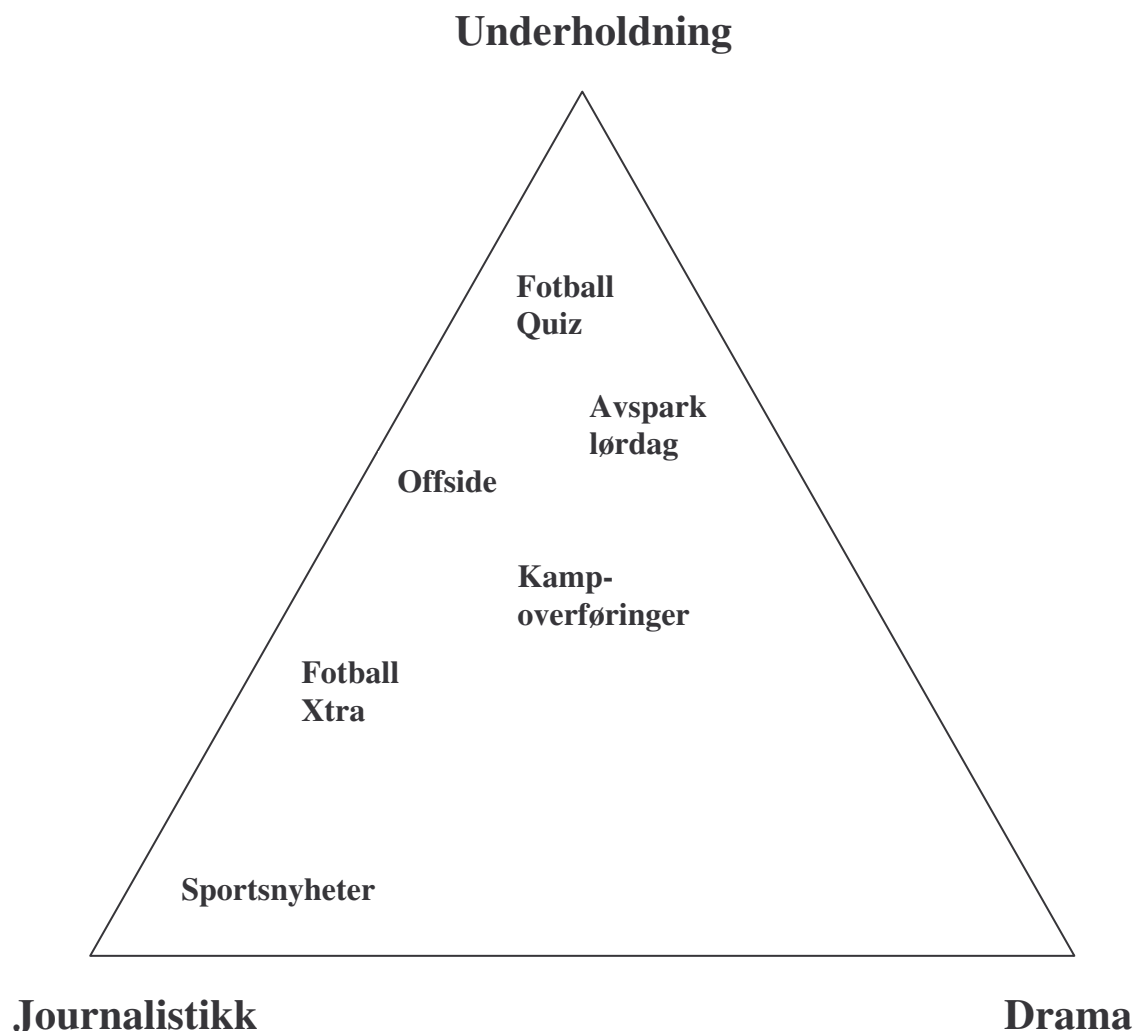 Underholdning
Fotball
Quiz
Avspark
lørdag
Offside
Kamp-
overføringer
Fotball
Xtra
Sportsnyheter
Journalistikk
Drama